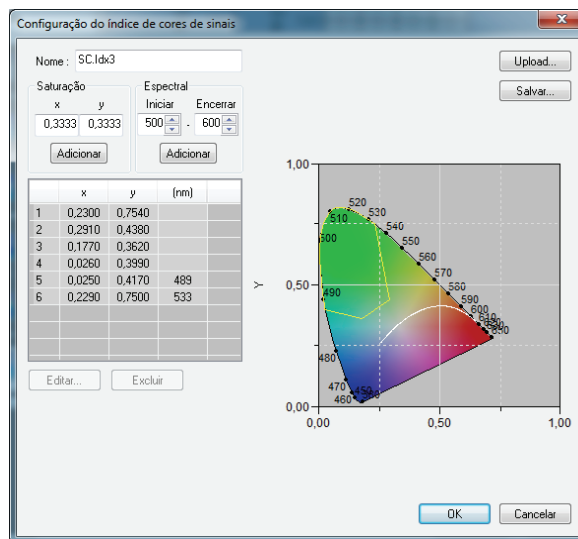 Configuração do índice de cores de sinais
Nome : SC.Idx3
Upload...
Salvar...
Saturação
x y
0,3333 0,3333
Adicionar
Espectral
Iniciar Encerrar
500 - 600
Adicionar
x y (nm)
1 0,2300 0,7540
2 0,2910 0,4380
3 0,1770 0,3620
4 0,0260 0,3990
5 0,0250 0,4170 489
6 0,2290 0,7500 533
Editar... Excluir
1,00
520
510 530
540
500
550
560
570
Y 0,50
580
490 590
600
610
480
470
450
460
0,00
0,00 0,50 1,00
OK Cancelar